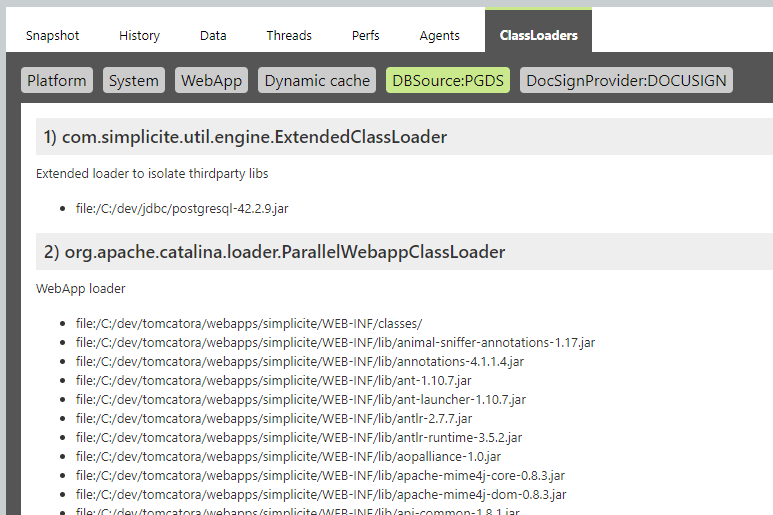 Snapshot History Data Threads Perfs Agents ClassLoaders
Platform System WebApp Dynamic cache DBSource:PGDS DocSignProvider:DOCUSIGN
1) com.simplicite.util.engine.ExtendedClassLoader
Extended loader to isolate thirdparty libs
• file:/C:/dev/jdbc/postgresql-42.2.9.jar
2) org.apache.catalina.loader.ParallelWebappClassLoader
WebApp loader
• file:/C:/dev/tomcatora/webapps/simplicite/WEB-INF/classes/
• file:/C:/dev/tomcatora/webapps/simplicite/WEB-INF/lib/animal-sniffer-annotations-1.17.jar
• file:/C:/dev/tomcatora/webapps/simplicite/WEB-INF/lib/annotations-4.1.1.4.jar
• file:/C:/dev/tomcatora/webapps/simplicite/WEB-INF/lib/ant-1.10.7.jar
• file:/C:/dev/tomcatora/webapps/simplicite/WEB-INF/lib/ant-launcher-1.10.7.jar
• file:/C:/dev/tomcatora/webapps/simplicite/WEB-INF/lib/antlr-2.7.7.jar
• file:/C:/dev/tomcatora/webapps/simplicite/WEB-INF/lib/antlr-runtime-3.5.2.jar
• file:/C:/dev/tomcatora/webapps/simplicite/WEB-INF/lib/aopalliance-1.0.jar
• file:/C:/dev/tomcatora/webapps/simplicite/WEB-INF/lib/apache-mime4j-core-0.8.3.jar
• file:/C:/dev/tomcatora/webapps/simplicite/WEB-INF/lib/apache-mime4j-dom-0.8.3.jar
• file:/C:/dev/tomcatora/webapps/simplicite/WEB-INF/lib/api-common-1.8.1.jar